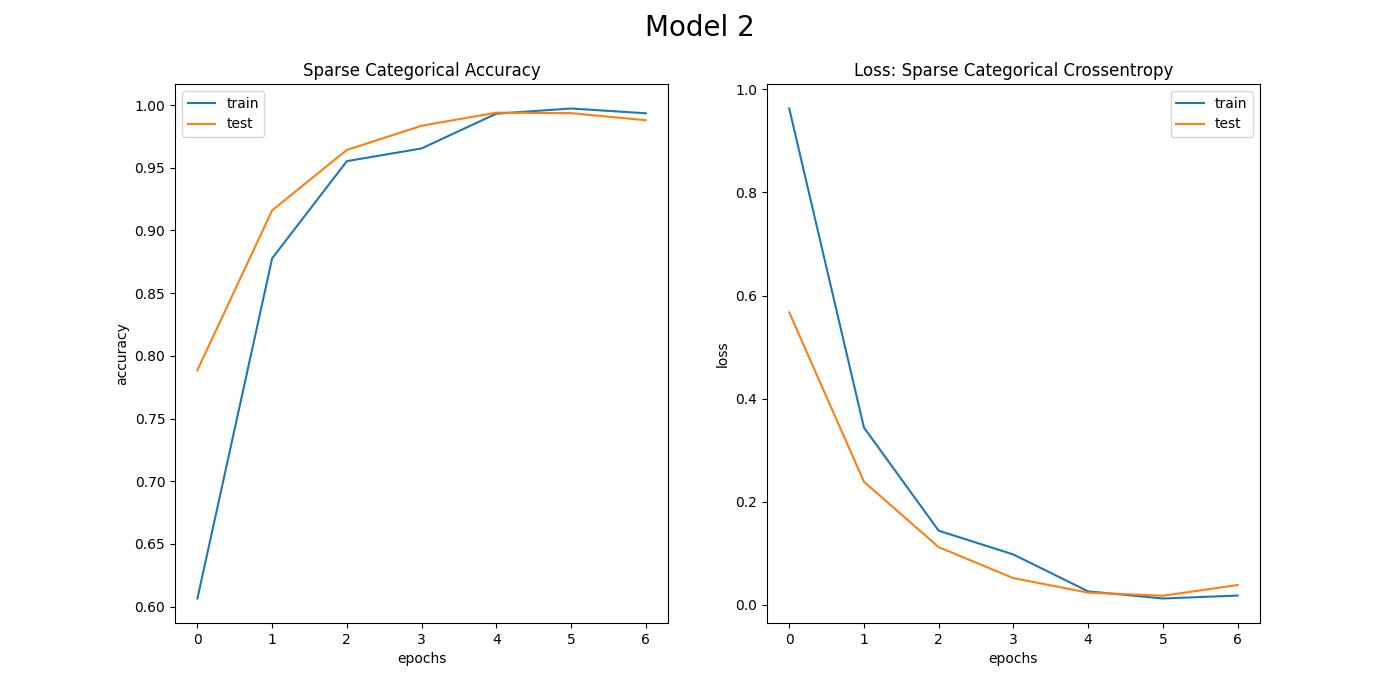 Model 2
Sparse Categorical Accuracy
train
test
1.00
0.95
0.90
0.85
0.80
0.75
0.70
0.65
0.60
accuracy
0 1 2 3 4 5 6
epochs
Loss: Sparse Categorical Crossentropy
train
test
1.0
0.8
0.6
0.4
0.2
0.0
loss
0 1 2 3 4 5 6
epochs